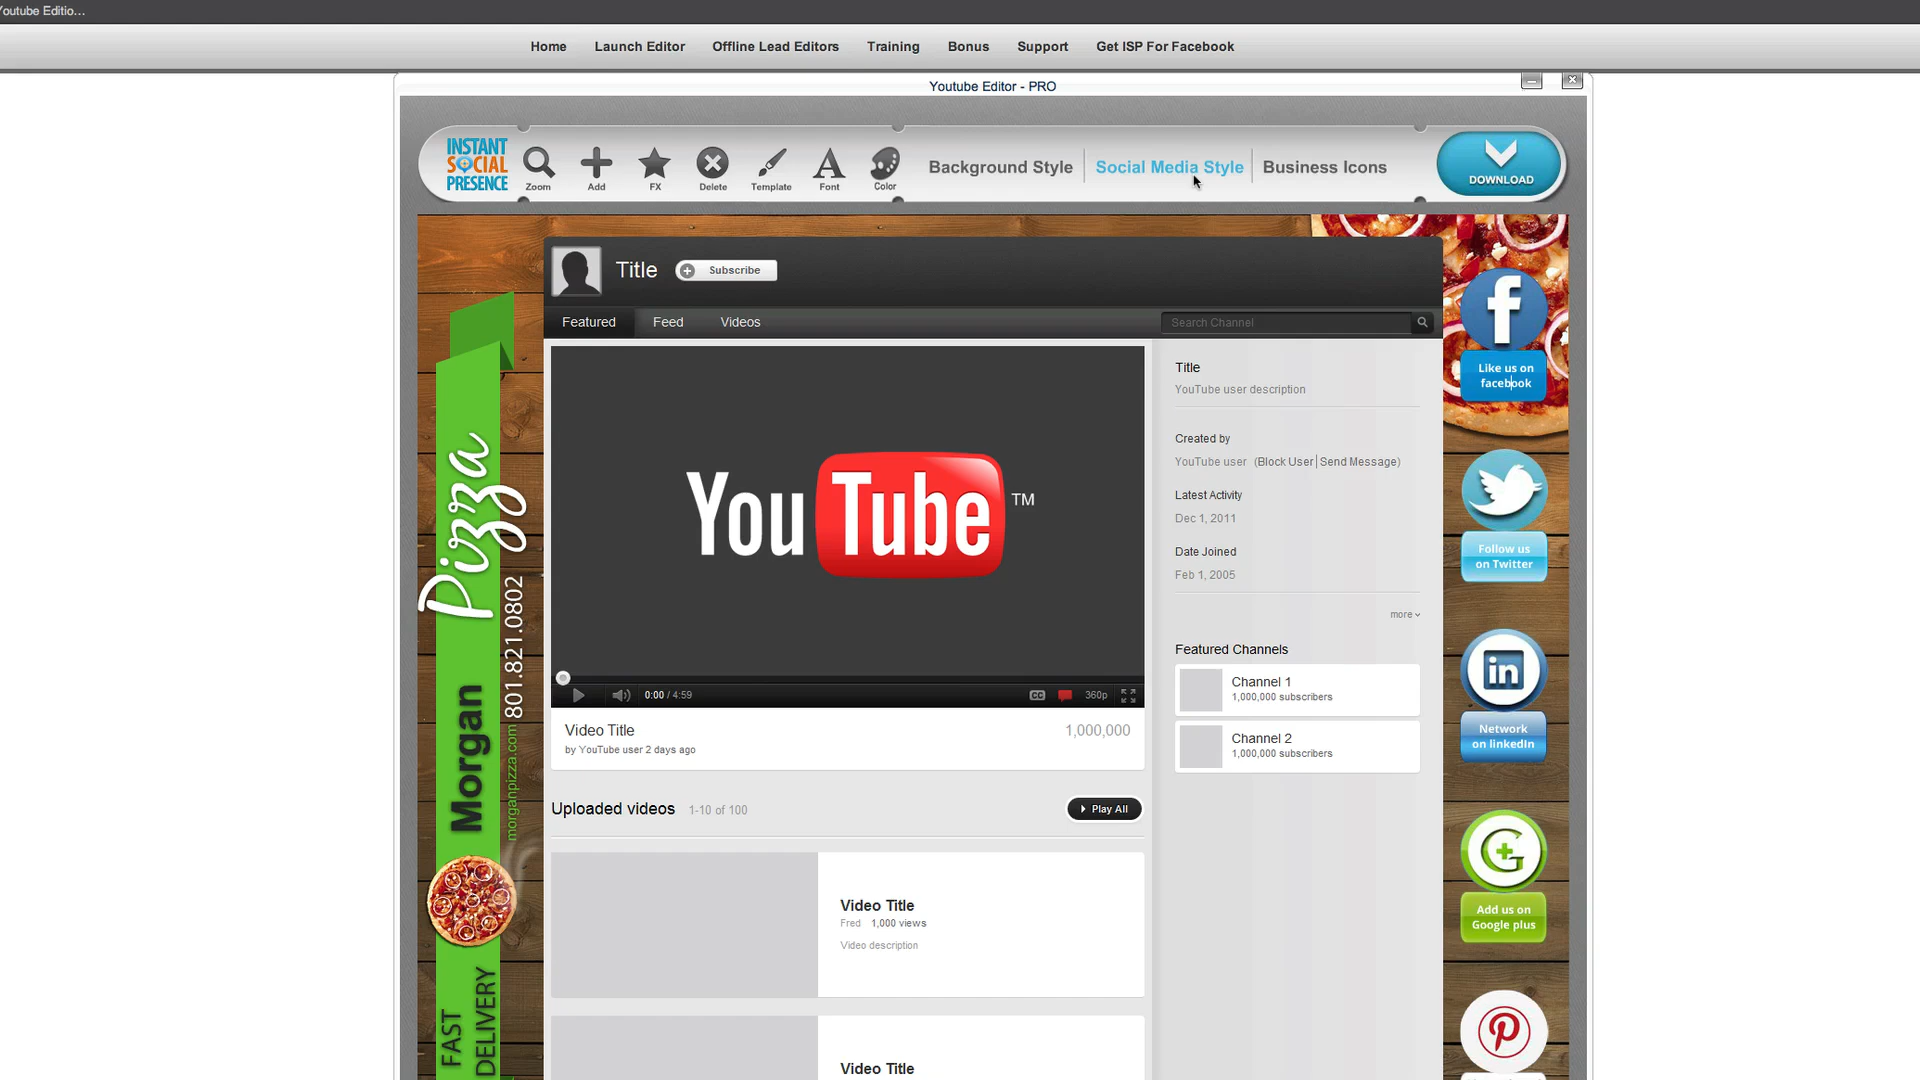 Youtube Editio...
Home Launch Editor Offline Lead Editors Training Bonus Support Get ISP For Facebook
Youtube Editor - PRO
INSTANT
SOCIAL
PRESENCE
Zoom Add FX Delete Template Font Color
Background Style Social Media Style Business Icons
DOWNLOAD
Title Subscribe
Featured Feed Videos Search Channel
You Tube TM
0:00 / 4:59 CC 360p
Video Title 1,000,000
by YouTube user 2 days ago
Uploaded videos 1-10 of 100 Play All
Video Title
Fred 1,000 views
Video description
Video Title
Title
YouTube user description
Created by
YouTube user (Block User|Send Message)
Latest Activity
Dec 1, 2011
Date Joined
Feb 1, 2005
more
Featured Channels
Channel 1
1,000,000 subscribers
Channel 2
1,000,000 subscribers
Morgan Pizza
801.821.0802
morganpizza.com
FAST
DELIVERY
f
Like us on
facebook
Follow us
on Twitter
in
Network
on linkedIn
G+
Add us on
Google plus